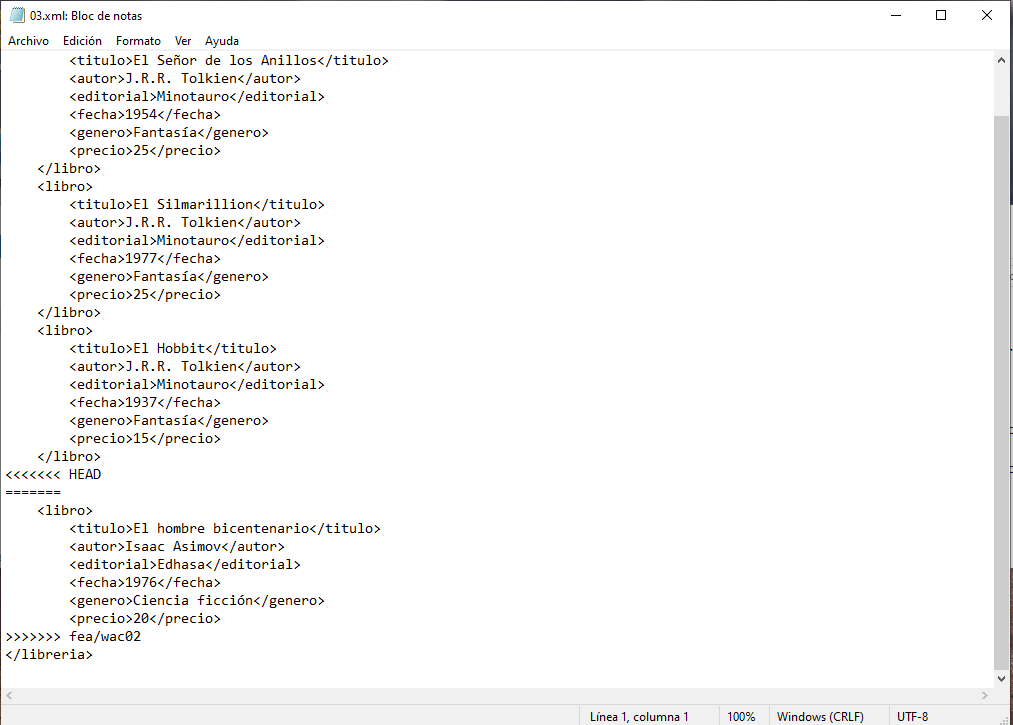 03.xml: Bloc de notas
Archivo Edición Formato Ver Ayuda
<titulo>El Señor de los Anillos</titulo>
<autor>J.R.R. Tolkien</autor>
<editorial>Minotauro</editorial>
<fecha>1954</fecha>
<genero>Fantasía</genero>
<precio>25</precio>
</libro>
<libro>
<titulo>El Silmarillion</titulo>
<autor>J.R.R. Tolkien</autor>
<editorial>Minotauro</editorial>
<fecha>1977</fecha>
<genero>Fantasía</genero>
<precio>25</precio>
</libro>
<libro>
<titulo>El Hobbit</titulo>
<autor>J.R.R. Tolkien</autor>
<editorial>Minotauro</editorial>
<fecha>1937</fecha>
<genero>Fantasía</genero>
<precio>15</precio>
</libro>
<<<<<<< HEAD
=======
<libro>
<titulo>El hombre bicentenario</titulo>
<autor>Isaac Asimov</autor>
<editorial>Edhasa</editorial>
<fecha>1976</fecha>
<genero>Ciencia ficción</genero>
<precio>20</precio>
>>>>>>> fea/wac02
</libreria>
Línea 1, columna 1 100% Windows (CRLF) UTF-8